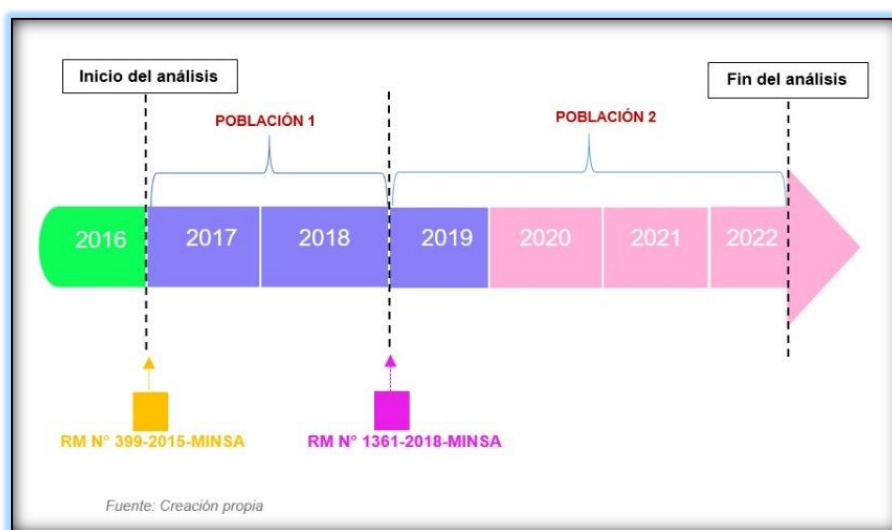 Inicio del análisis
Fin del análisis
POBLACIÓN 1
POBLACIÓN 2
2016
2017
2018
2019
2020
2021
2022
RM N° 399-2015-MINSA
RM N° 1361-2018-MINSA
Fuente: Creación propia